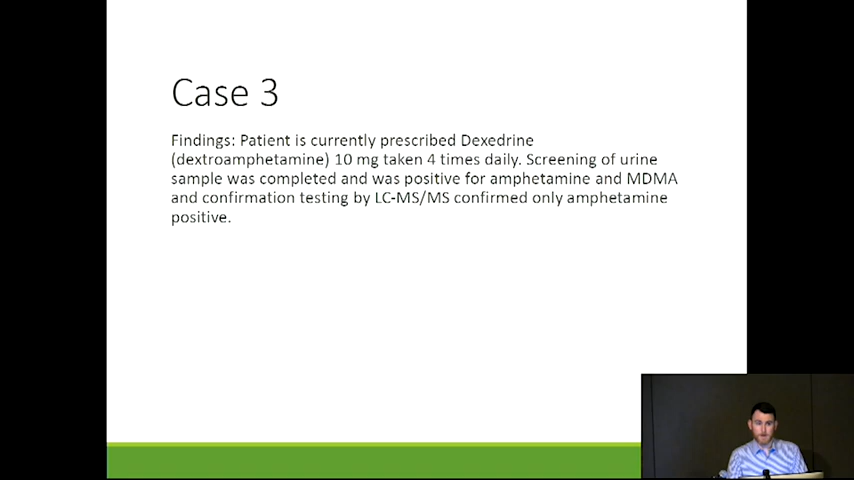 Case 3
Findings: Patient is currently prescribed Dexedrine
(dextroamphetamine) 10 mg taken 4 times daily. Screening of urine
sample was completed and was positive for amphetamine and MDMA
and confirmation testing by LC-MS/MS confirmed only amphetamine
positive.